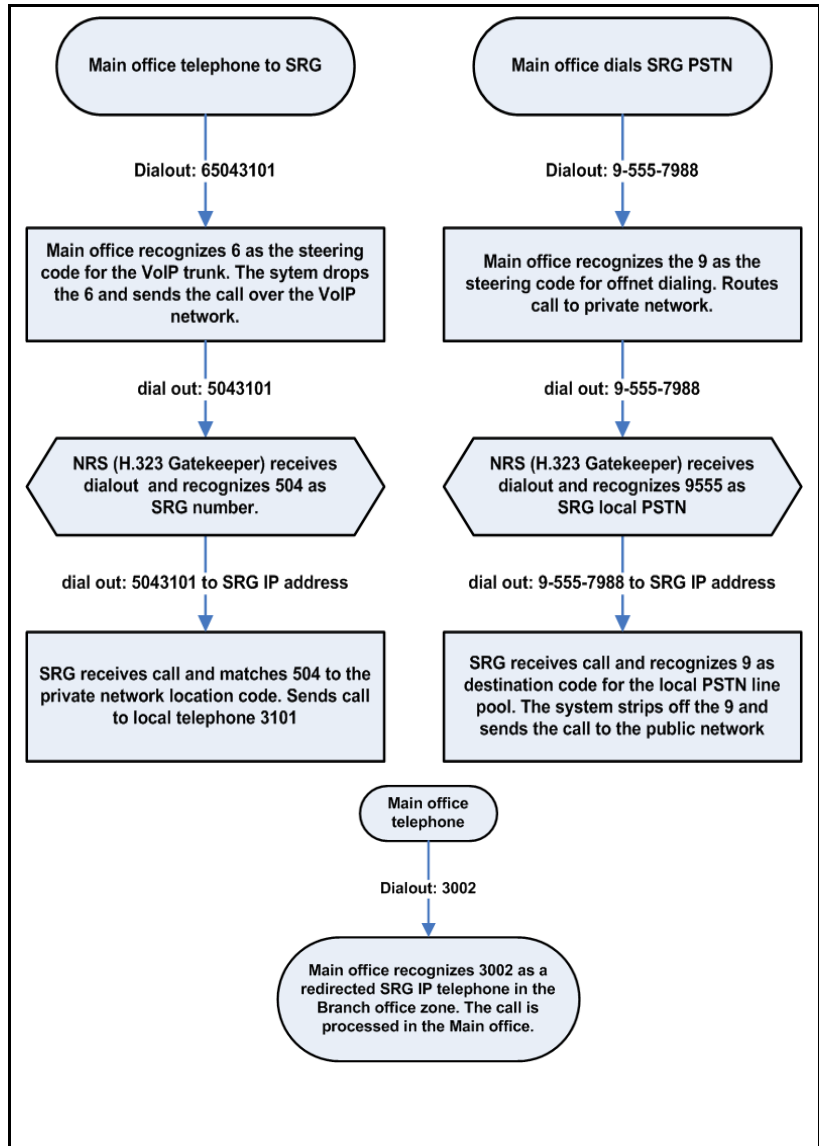 Main office telephone to SRG
Dialout: 65043101
Main office recognizes 6 as the steering
code for the VoIP trunk. The sytem drops
the 6 and sends the call over the VoIP
network.
dial out: 5043101
NRS (H.323 Gatekeeper) receives
dialout and recognizes 504 as
SRG number.
dial out: 5043101 to SRG IP address
SRG receives call and matches 504 to the
private network location code. Sends call
to local telephone 3101
Main office dials SRG PSTN
Dialout: 9-555-7988
Main office recognizes the 9 as the
steering code for offnet dialing. Routes
call to private network.
dial out: 9-555-7988
NRS (H.323 Gatekeeper) receives
dialout and recognizes 9555 as
SRG local PSTN
dial out: 9-555-7988 to SRG IP address
SRG receives call and recognizes 9 as
destination code for the local PSTN line
pool. The system strips off the 9 and
sends the call to the public network
Main office
telephone
Dialout: 3002
Main office recognizes 3002 as a
redirected SRG IP telephone in the
Branch office zone. The call is
processed in the Main office.